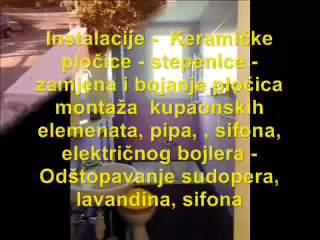 Instalacije - Keramičke
pločice - stepenice -
zamjena i bojanje pločica
montaža kupaonskih
elemenata, pipa, , sifona,
električnog bojlera -
Odštopavanje sudopera,
lavandina, sifona